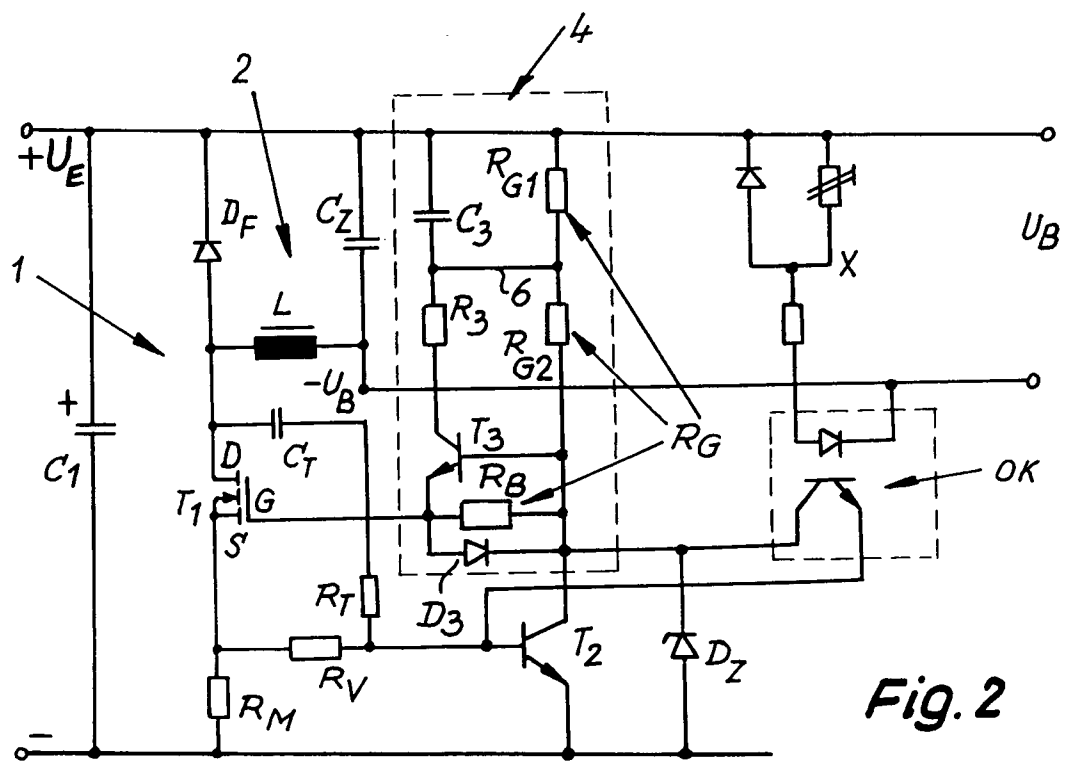 4
2
+U_E
R_G1
D_F
C_Z
C_3
U_B
1
6
X
L
R_3
R_G2
-U_B
+
T_3
R_G
C_1
C_T
D
R_B
OK
T_1
G
S
R_T
D_3
T_2
D_Z
R_V
R_M
Fig. 2
−